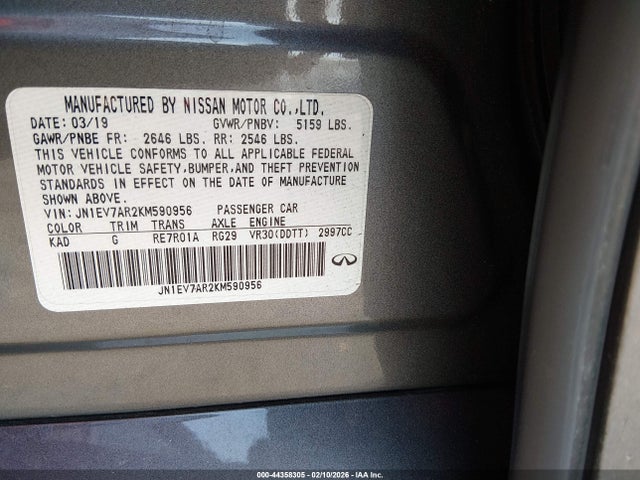 MANUFACTURED BY NISSAN MOTOR CO.,LTD.
DATE: 03/19 GVWR/PNBV: 5159 LBS.
GAWR/PNBE FR: 2646 LBS. RR: 2546 LBS.
THIS VEHICLE CONFORMS TO ALL APPLICABLE FEDERAL
MOTOR VEHICLE SAFETY,BUMPER,AND THEFT PREVENTION
STANDARDS IN EFFECT ON THE DATE OF MANUFACTURE
SHOWN ABOVE.
VIN: JN1EV7AR2KM590956 PASSENGER CAR
COLOR TRIM TRANS AXLE ENGINE
KAD G RE7R01A RG29 VR30(DDTT) 2997CC
JN1EV7AR2KM590956
000-44358305 - 02/10/2026 - IAA Inc.